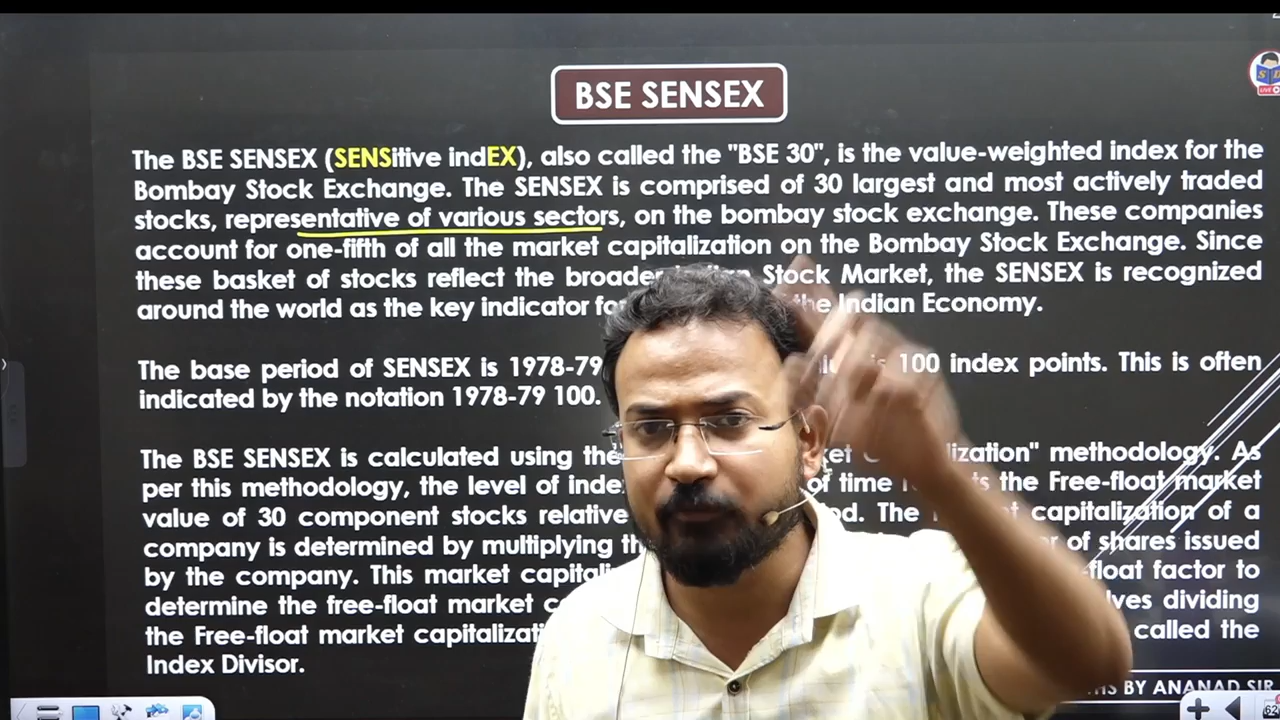 BSE SENSEX
The BSE SENSEX (SENSitive indEX), also called the "BSE 30", is the value-weighted index for the
Bombay Stock Exchange. The SENSEX is comprised of 30 largest and most actively traded
stocks, representative of various sectors, on the bombay stock exchange. These companies
account for one-fifth of all the market capitalization on the Bombay Stock Exchange. Since
these basket of stocks reflect the broader Stock Market, the SENSEX is recognized
around the world as the key indicator the Indian Economy.
The base period of SENSEX is 1978-79 100 index points. This is often
indicated by the notation 1978-79 100.
The BSE SENSEX is calculated using the methodology. As
per this methodology, the level of of time the Free-float market
value of 30 component stocks relative The capitalization of a
company is determined by multiplying of shares issued
by the company. This market factor to
determine the free-float market dividing
the Free-float market called the
Index Divisor.
BY ANANAD SIR
LIVE